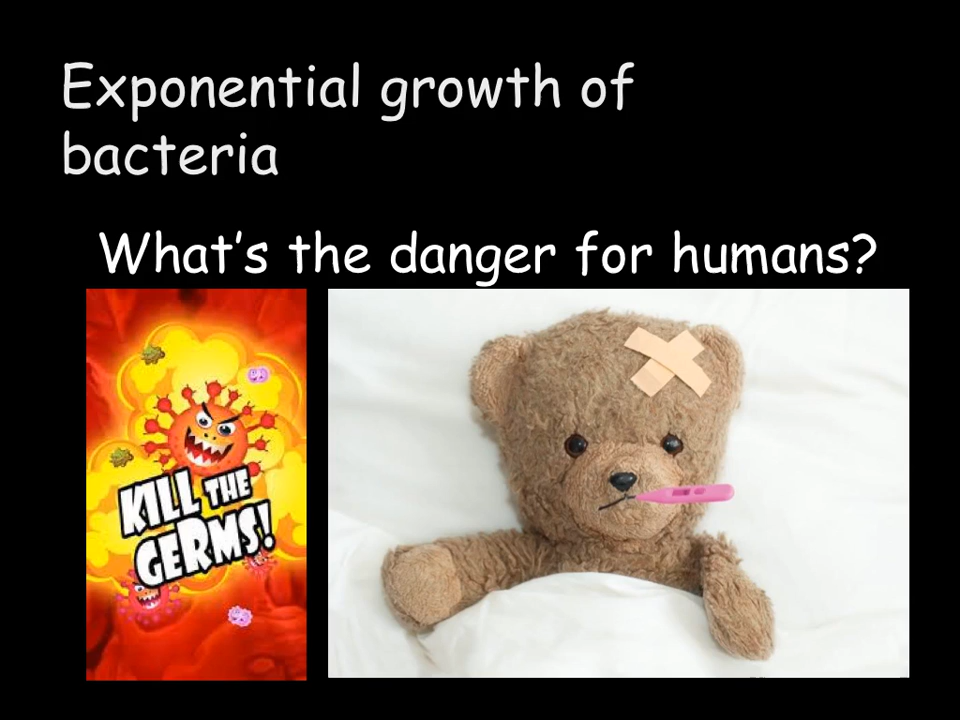 Exponential growth of
bacteria
What's the danger for humans?
KILL THE
GERMS!